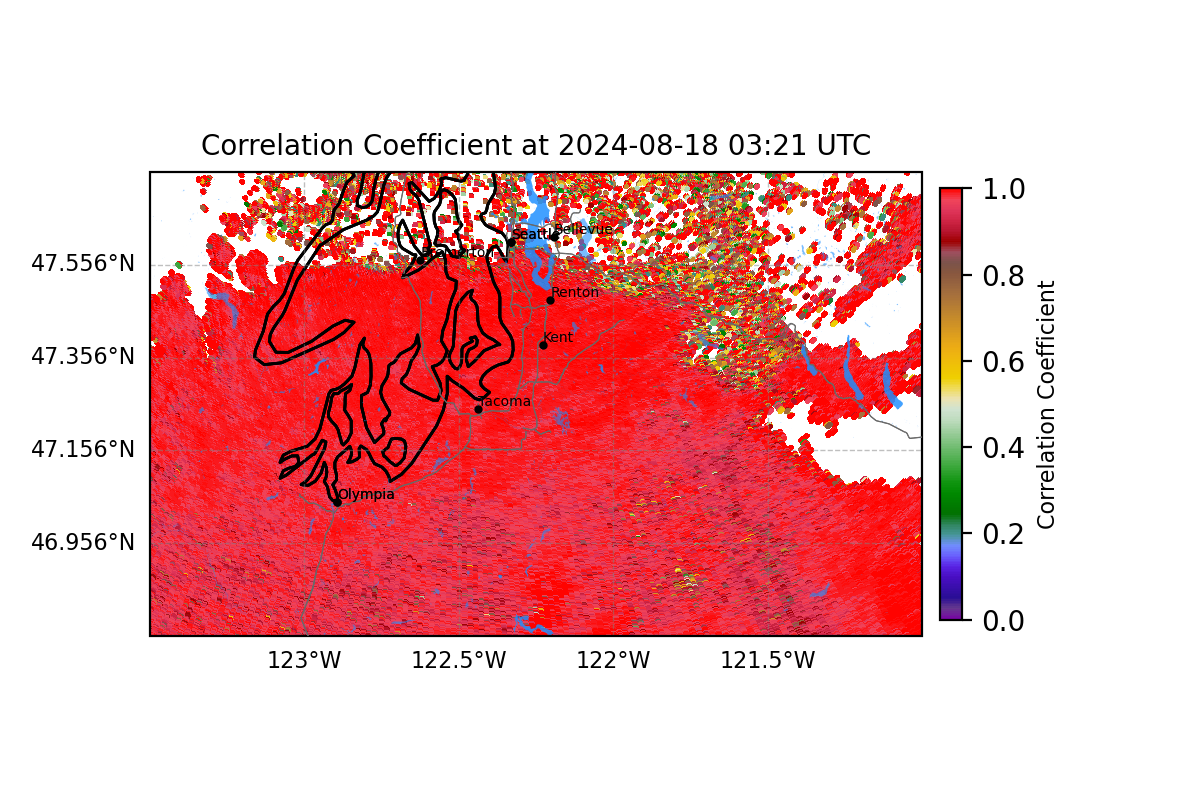 Correlation Coefficient at 2024-08-18 03:21 UTC
1.0
Seattle
Bellevue
Bremerton
47.556°N
0.8
Renton
Kent
47.356°N
0.6
Tacoma
Correlation Coefficient
47.156°N
0.4
Olympia
46.956°N
0.2
0.0
123°W
122.5°W
122°W
121.5°W